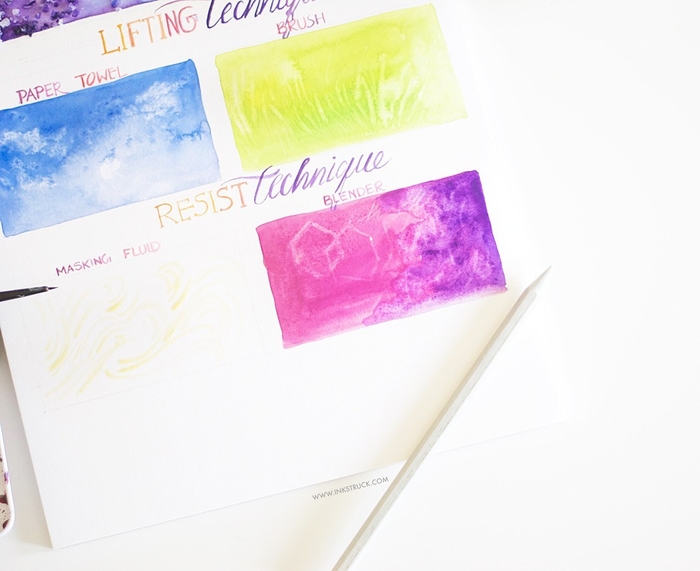 LIFTING technique
BRUSH
PAPER TOWEL
RESIST technique
BLENDER
MASKING FLUID
WWW.INKSTRUCK.COM